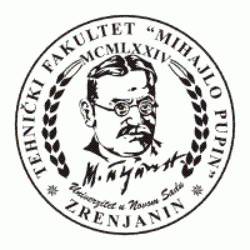 TEHNIČKI FAKULTET "MIHAJLO PUPIN"
MCMLXXIV
Univerzitet u Novom Sadu
ZRENJANIN